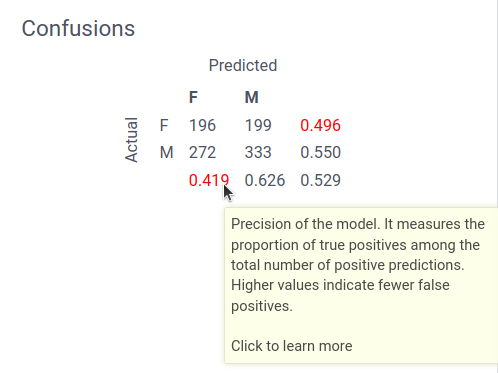 Confusions
Predicted
F M
Actual
F 196 199 0.496
M 272 333 0.550
0.419 0.626 0.529
Precision of the model. It measures the
proportion of true positives among the
total number of positive predictions.
Higher values indicate fewer false
positives.
Click to learn more